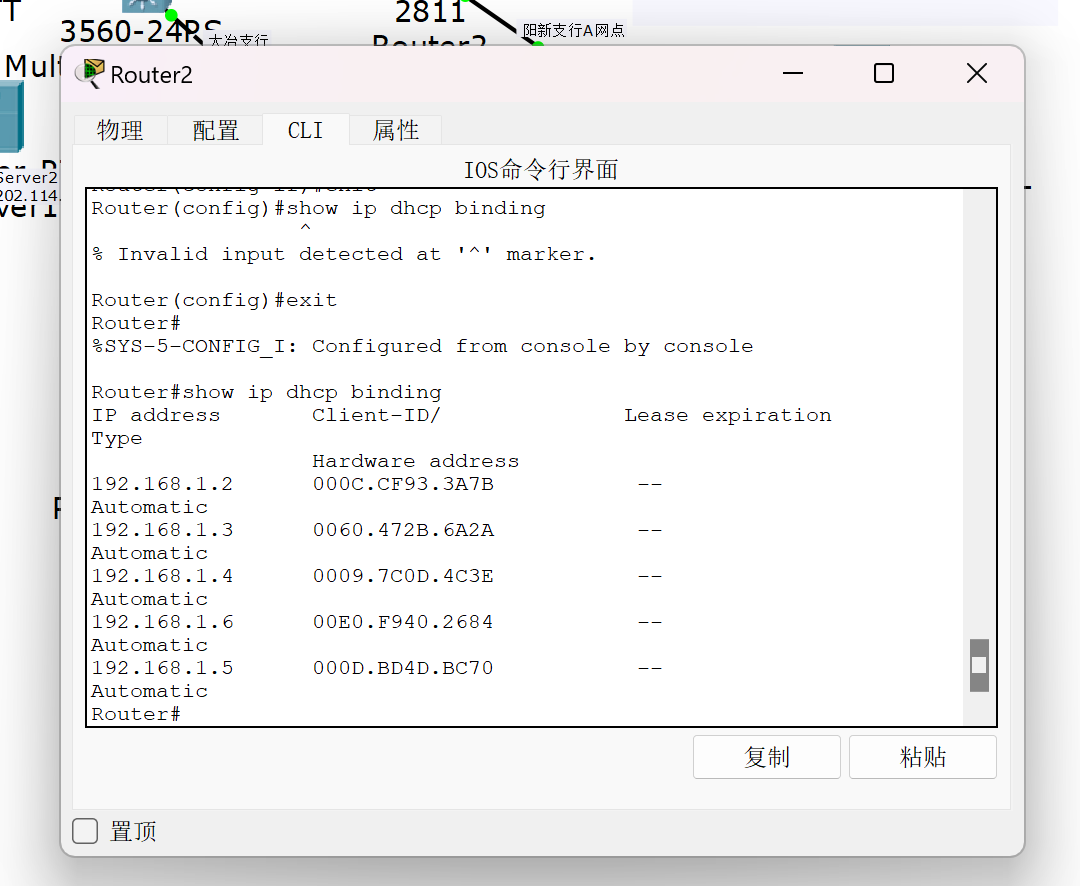 T
3560-24RS
大冶支行
2811
Router2
阳新支行A网点
Server2
202.114.
Router2
物理
配置
CLI
属性
IOS命令行界面
Router(config-if)#exit
Router(config)#show ip dhcp binding
^
% Invalid input detected at '^' marker.
Router(config)#exit
Router#
%SYS-5-CONFIG_I: Configured from console by console
Router#show ip dhcp binding
IP address Client-ID/ Lease expiration
Type
Hardware address
192.168.1.2 000C.CF93.3A7B --
Automatic
192.168.1.3 0060.472B.6A2A --
Automatic
192.168.1.4 0009.7C0D.4C3E --
Automatic
192.168.1.6 00E0.F940.2684 --
Automatic
192.168.1.5 000D.BD4D.BC70 --
Automatic
Router#
复制
粘贴
置顶